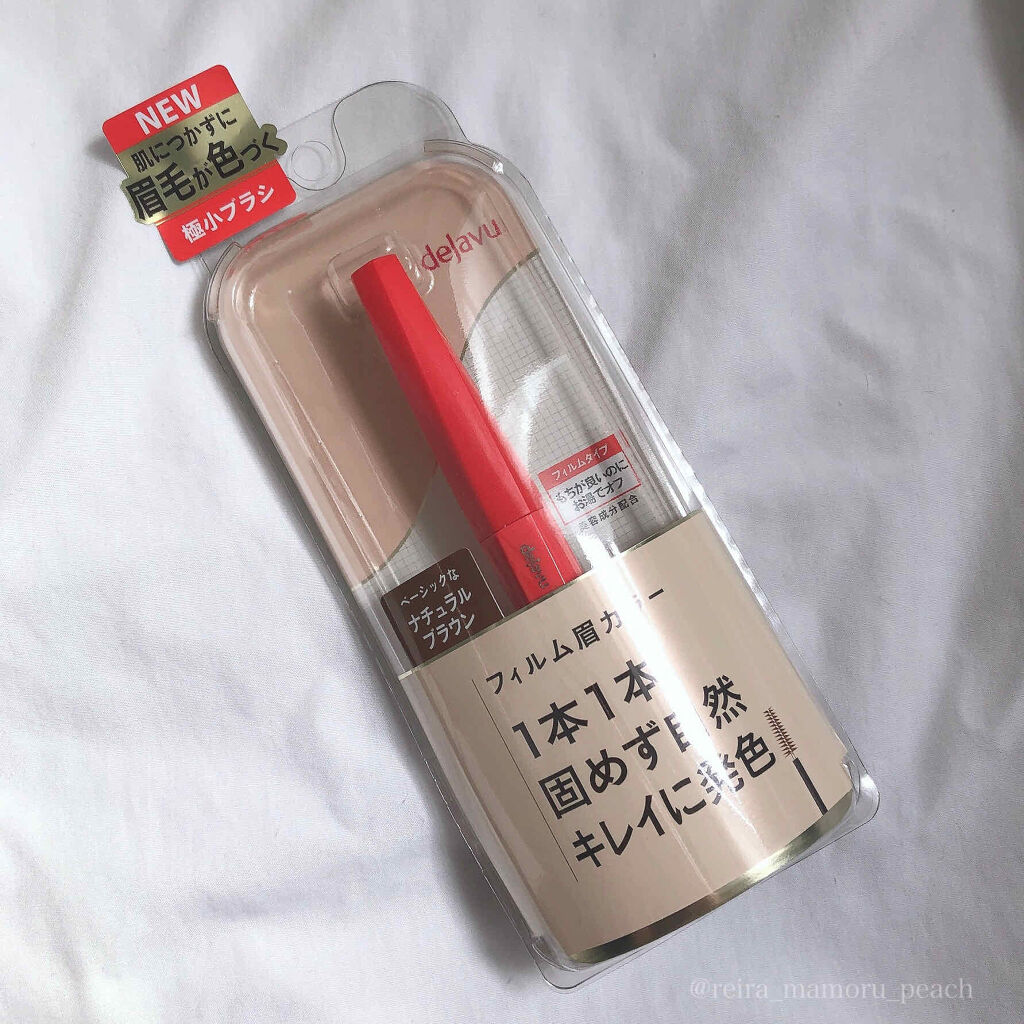 NEW
肌につかずに
眉毛が色づく
極小ブラシ
dejavu
フィルムタイプ
もちが良いのに
お湯でオフ
美容成分配合
ベーシックな
ナチュラル
ブラウン
フィルム眉カラー
1本1本
固めず自然
キレイに発色
@reira_mamoru_peach